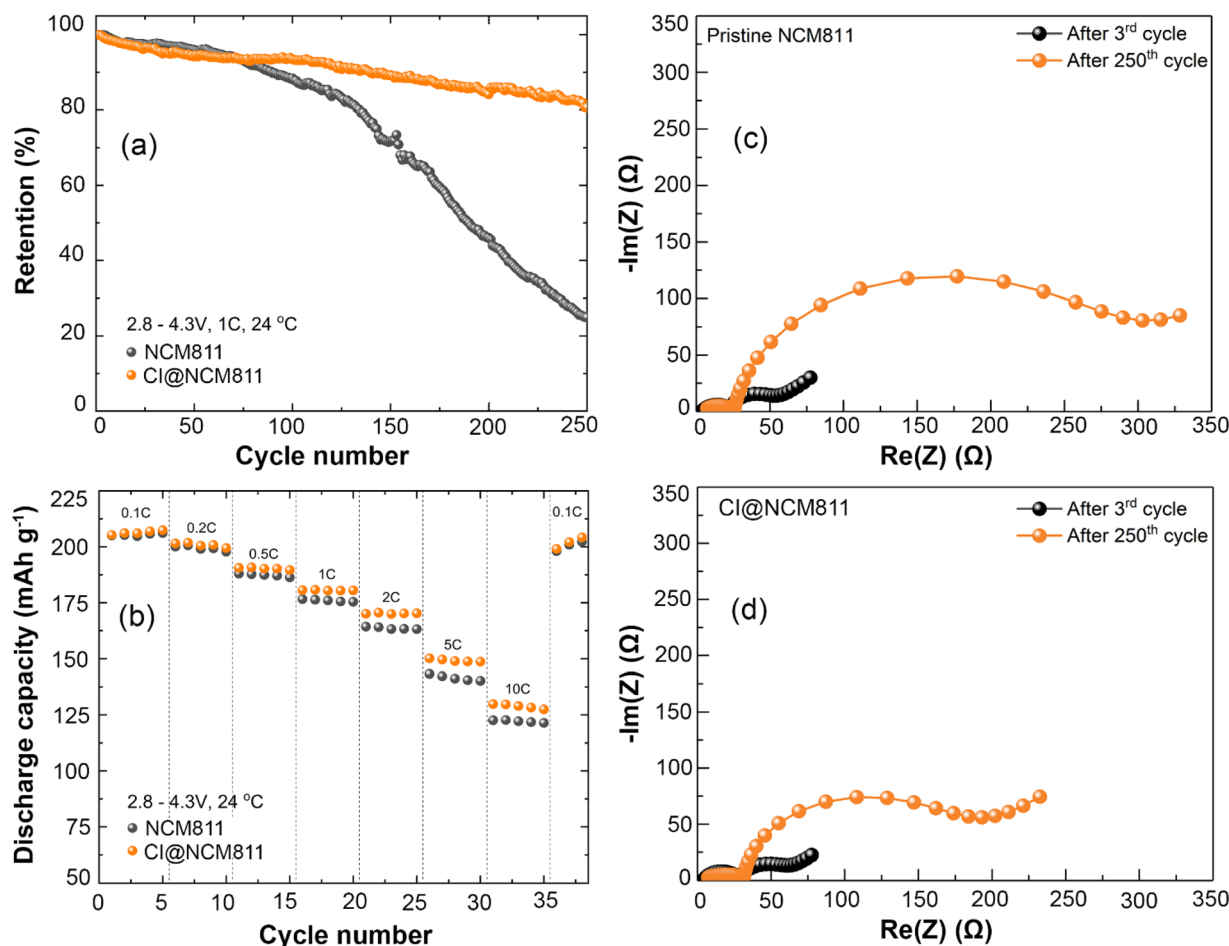 (a)
Retention (%)
100
80
60
40
20
0
2.8 - 4.3V, 1C, 24 °C
NCM811
CI@NCM811
0 50 100 150 200 250
Cycle number
(b)
Discharge capacity (mAh g⁻¹)
225
200
175
150
125
100
75
50
0.1C
0.2C
0.5C
1C
2C
5C
10C
0.1C
2.8 - 4.3V, 24 °C
NCM811
CI@NCM811
0 5 10 15 20 25 30 35
Cycle number
(c)
Pristine NCM811
After 3rd cycle
After 250th cycle
-Im(Z) (Ω)
350
300
250
200
150
100
50
0
0 50 100 150 200 250 300 350
Re(Z) (Ω)
(d)
CI@NCM811
After 3rd cycle
After 250th cycle
-Im(Z) (Ω)
350
300
250
200
150
100
50
0
0 50 100 150 200 250 300 350
Re(Z) (Ω)